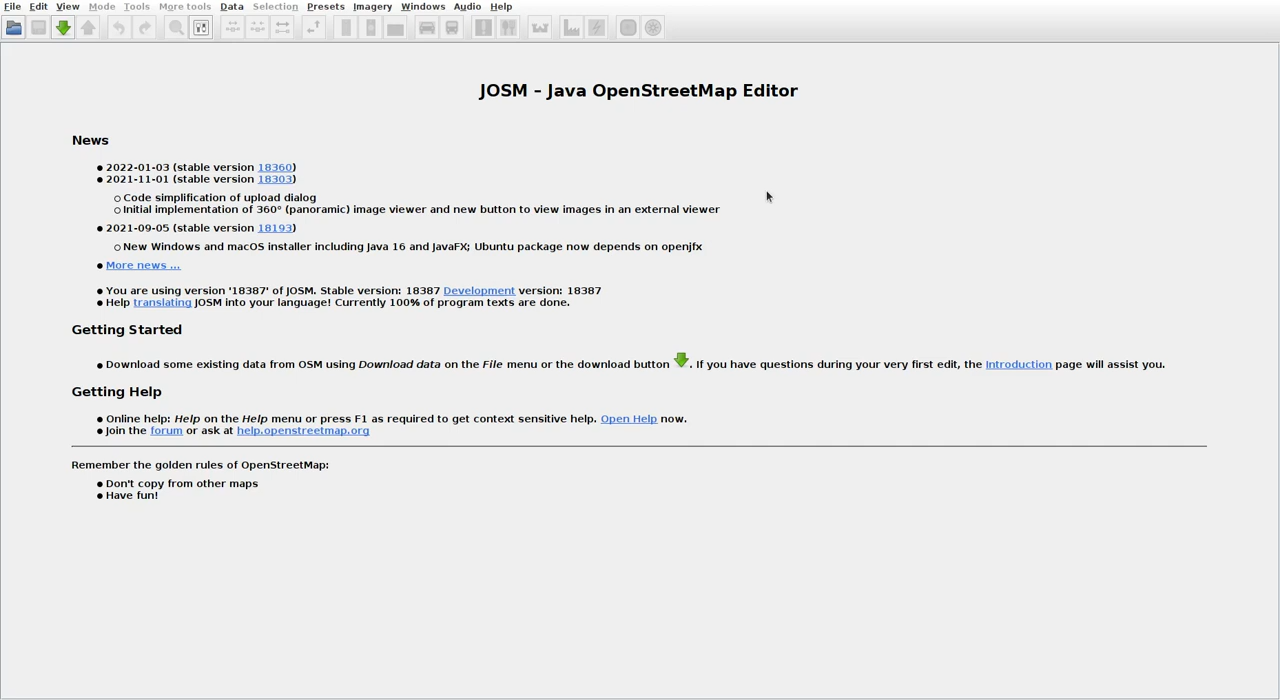 File Edit View Mode Tools More tools Data Selection Presets Imagery Windows Audio Help
JOSM – Java OpenStreetMap Editor
News
2022-01-03 (stable version 18360)
2021-11-01 (stable version 18303)
Code simplification of upload dialog
Initial implementation of 360° (panoramic) image viewer and new button to view images in an external viewer
2021-09-05 (stable version 18193)
New Windows and macOS installer including Java 16 and JavaFX; Ubuntu package now depends on openjfx
More news ...
You are using version '18387' of JOSM. Stable version: 18387 Development version: 18387
Help translating JOSM into your language! Currently 100% of program texts are done.
Getting Started
Download some existing data from OSM using Download data on the File menu or the download button . If you have questions during your very first edit, the Introduction page will assist you.
Getting Help
Online help: Help on the Help menu or press F1 as required to get context sensitive help. Open Help now.
Join the forum or ask at help.openstreetmap.org
Remember the golden rules of OpenStreetMap:
Don't copy from other maps
Have fun!